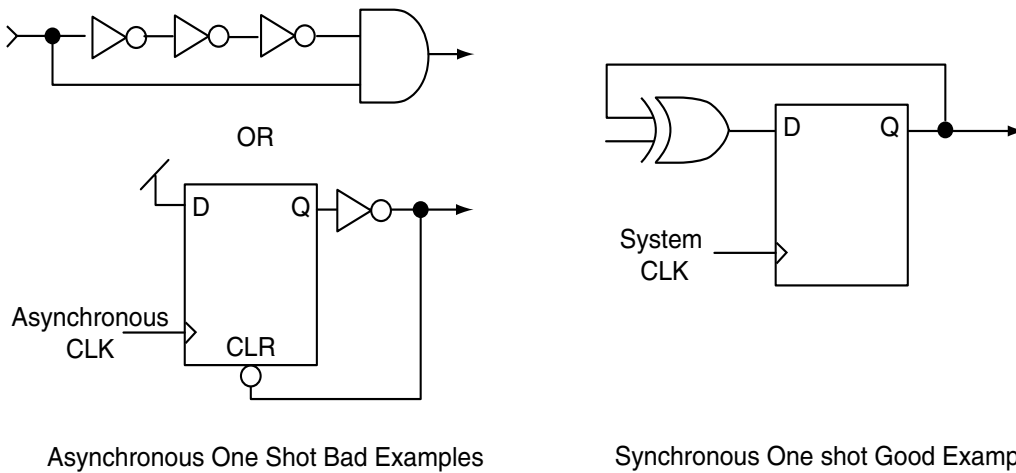 OR
D
Q
Asynchronous
CLK
CLR
Asynchronous One Shot Bad Examples
D
Q
System
CLK
Synchronous One shot Good Examp